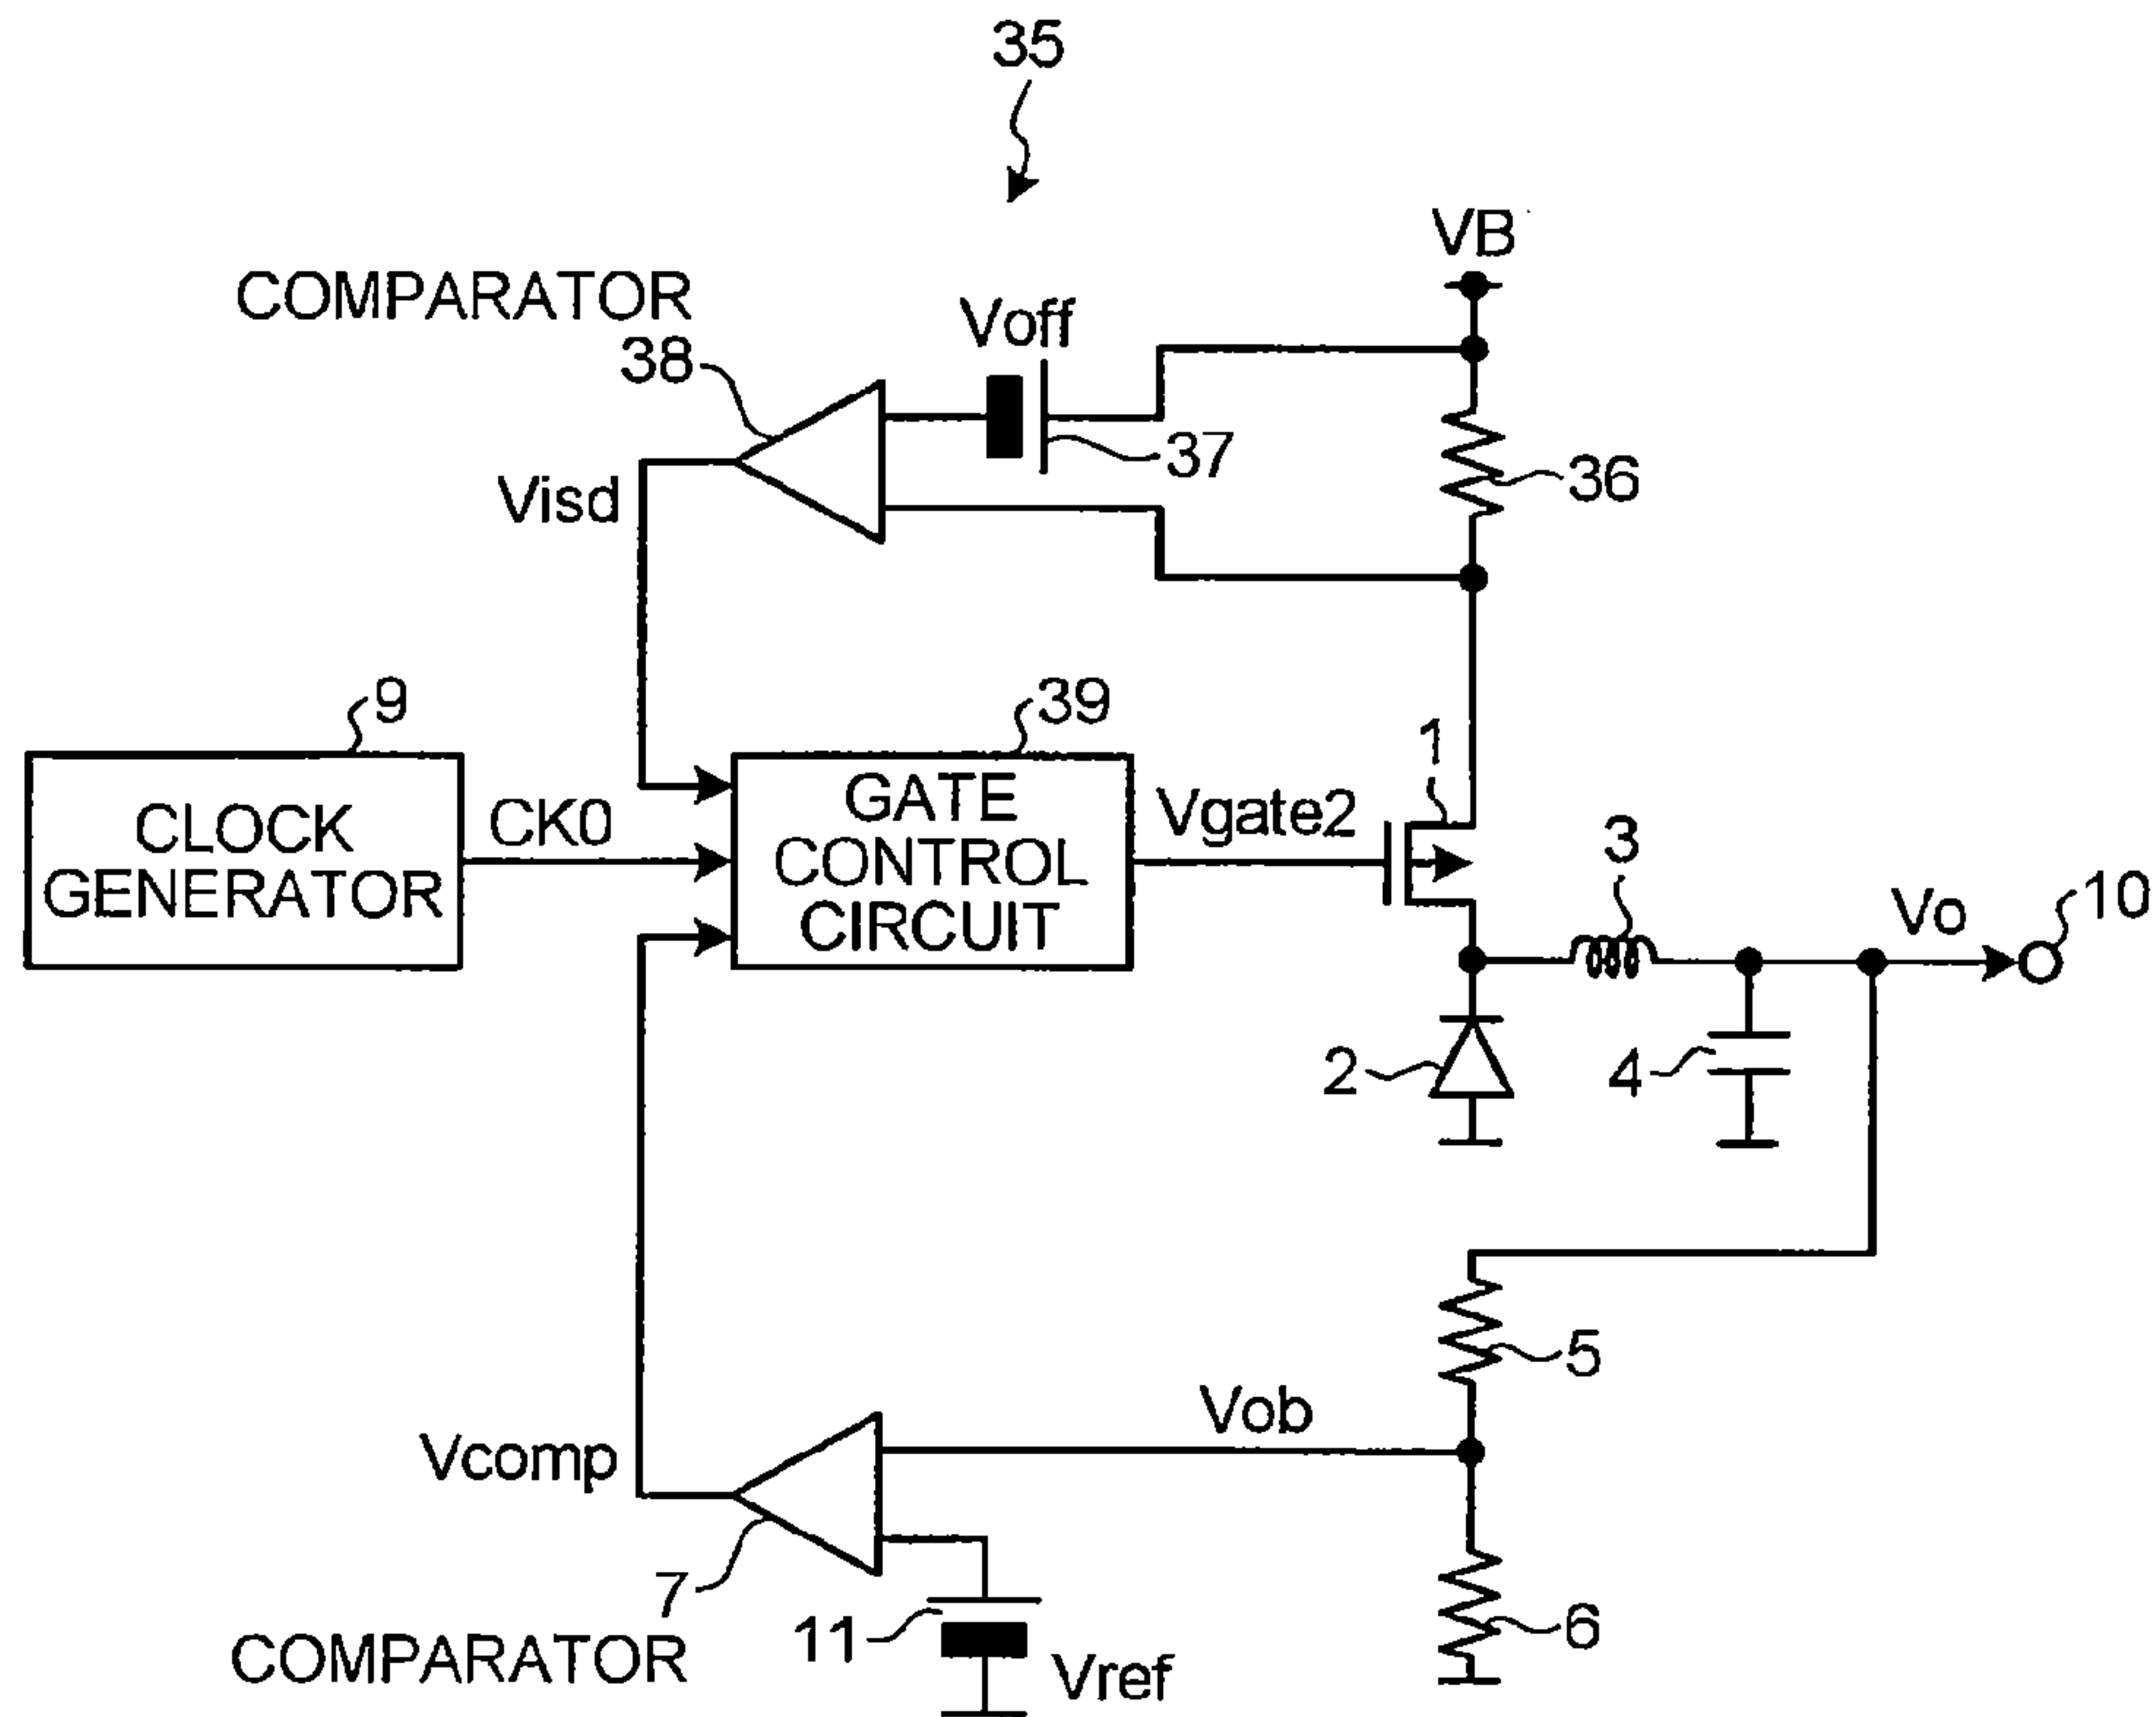 35
VB
COMPARATOR
Voff
38
37
36
Visd
9
39
1
CLOCK
GENERATOR
CK0
GATE
CONTROL
CIRCUIT
Vgate2
3
Vo
10
2
4
5
Vob
Vcomp
7
11
6
COMPARATOR
Vref